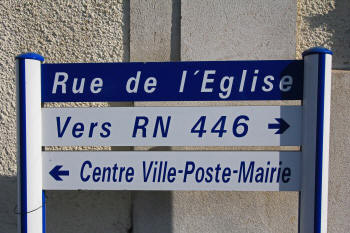 Rue de l'Eglise
Vers RN 446 →
← Centre Ville-Poste-Mairie